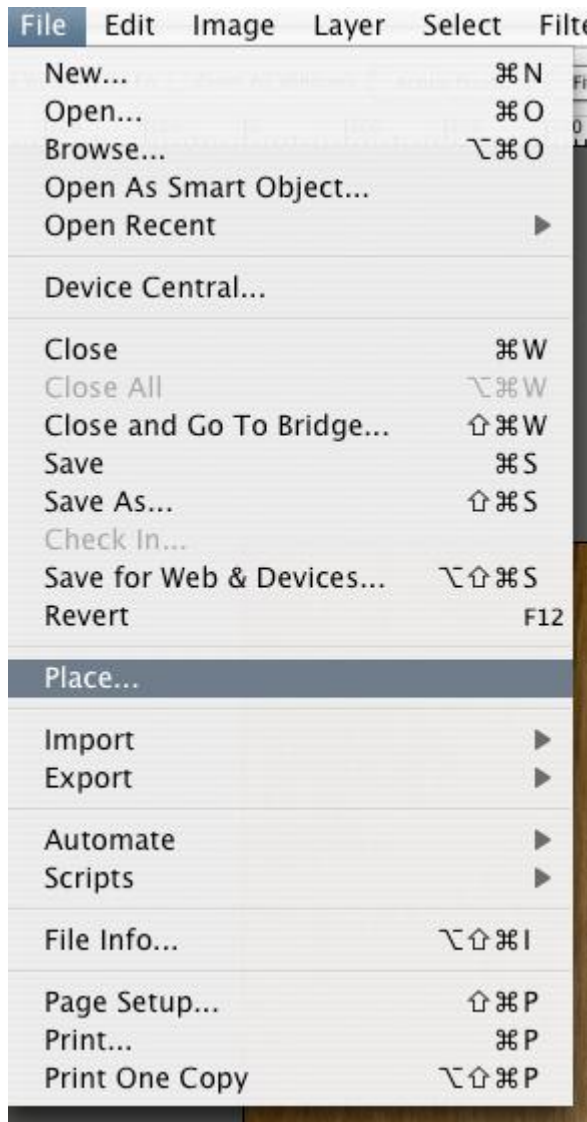 File Edit Image Layer Select Filte
New... ⌘N
Open... ⌘O
Browse... ⌥⌘O
Open As Smart Object...
Open Recent ▶
Device Central...
Close ⌘W
Close All ⌥⌘W
Close and Go To Bridge... ⇧⌘W
Save ⌘S
Save As... ⇧⌘S
Check In...
Save for Web & Devices... ⌥⇧⌘S
Revert F12
Place...
Import ▶
Export ▶
Automate ▶
Scripts ▶
File Info... ⌥⇧⌘I
Page Setup... ⇧⌘P
Print... ⌘P
Print One Copy ⌥⇧⌘P